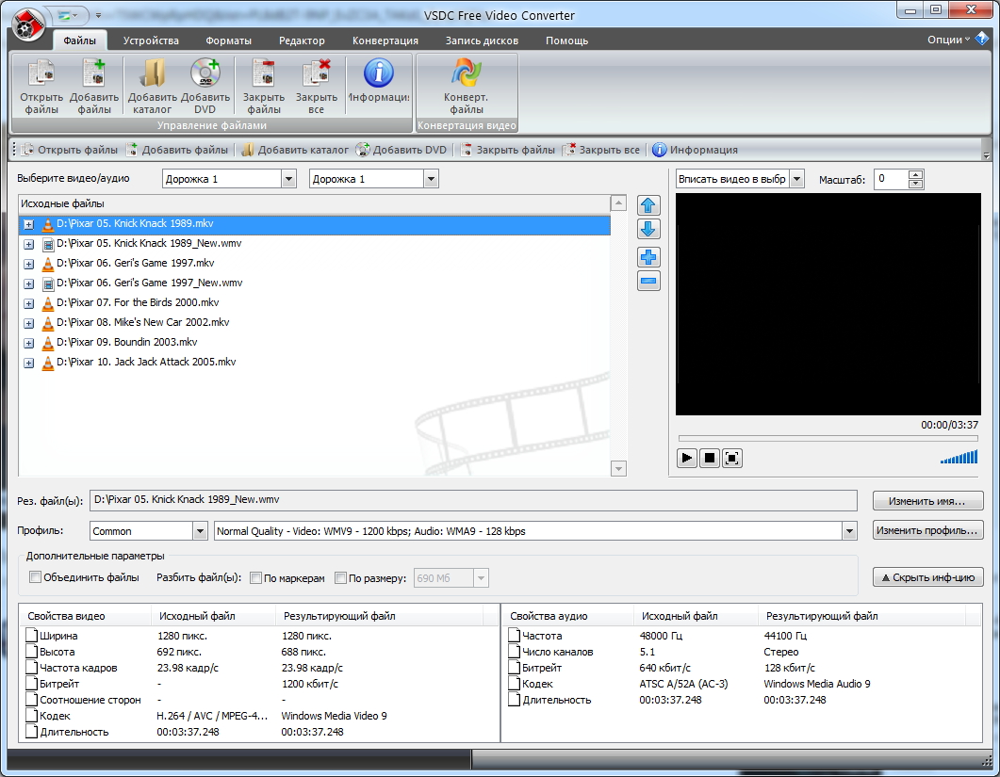 VSDC Free Video Converter
Файлы Устройства Форматы Редактор Конвертация Запись дисков Помощь Опции
Открыть файлы Добавить файлы Добавить каталог Добавить DVD Закрыть файлы Закрыть все Информация Конверт. файлы
Управление файлами Конвертация видео
Открыть файлы Добавить файлы Добавить каталог Добавить DVD Закрыть файлы Закрыть все Информация
Выберите видео/аудио Дорожка 1 Дорожка 1 Вписать видео в выбр Масштаб: 0
Исходные файлы
D:\Pixar 05. Knick Knack 1989.mkv
D:\Pixar 05. Knick Knack 1989_New.wmv
D:\Pixar 06. Geri's Game 1997.mkv
D:\Pixar 06. Geri's Game 1997_New.wmv
D:\Pixar 07. For the Birds 2000.mkv
D:\Pixar 08. Mike's New Car 2002.mkv
D:\Pixar 09. Boundin 2003.mkv
D:\Pixar 10. Jack Jack Attack 2005.mkv
00:00/03:37
Рез. файл(ы): D:\Pixar 05. Knick Knack 1989_New.wmv Изменить имя...
Профиль: Common Normal Quality - Video: WMV9 - 1200 kbps; Audio: WMA9 - 128 kbps Изменить профиль...
Дополнительные параметры
Объединить файлы Разбить файл(ы): По маркерам По размеру: 690 Мб Скрыть инф-цию
Свойства видео Исходный файл Результирующий файл Свойства аудио Исходный файл Результирующий файл
Ширина 1280 пикс. 1280 пикс. Частота 48000 Гц 44100 Гц
Высота 692 пикс. 688 пикс. Число каналов 5.1 Стерео
Частота кадров 23.98 кадр/с 23.98 кадр/с Битрейт 640 кбит/с 128 кбит/с
Битрейт - 1200 кбит/с Кодек ATSC A/52A (AC-3) Windows Media Audio 9
Соотношение сторон - - Длительность 00:03:37.248 00:03:37.248
Кодек H.264 / AVC / MPEG-4... Windows Media Video 9
Длительность 00:03:37.248 00:03:37.248